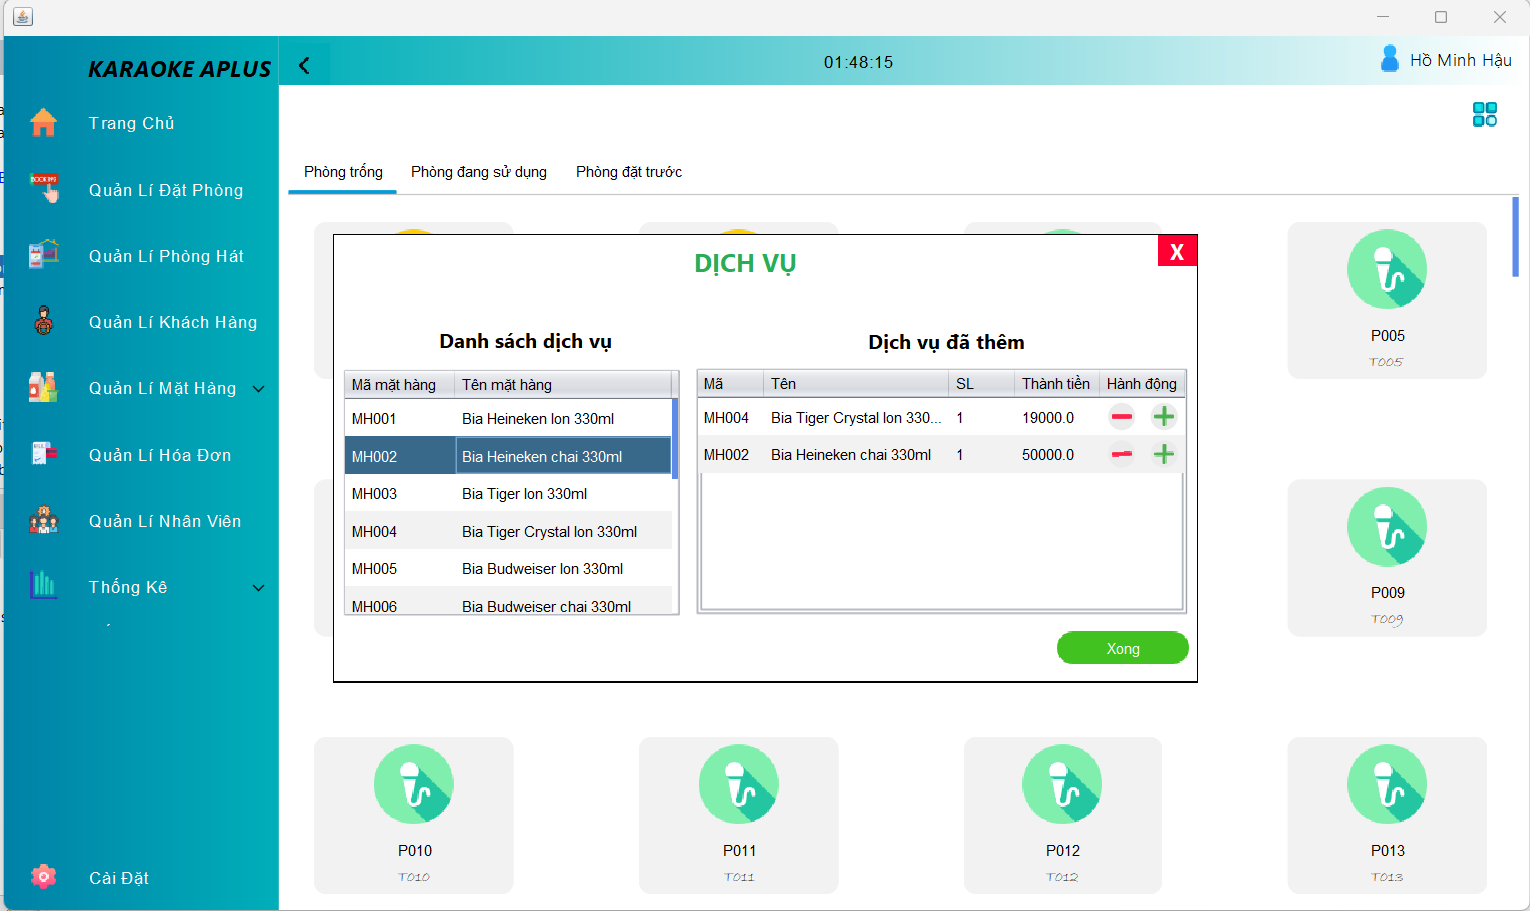 KARAOKE APLUS
01:48:15
Hồ Minh Hậu
Trang Chủ
Quản Lí Đặt Phòng
Quản Lí Phòng Hát
Quản Lí Khách Hàng
Quản Lí Mặt Hàng
Quản Lí Hóa Đơn
Quản Lí Nhân Viên
Thống Kê
Cài Đặt
Phòng trống Phòng đang sử dụng Phòng đặt trước
DỊCH VỤ
X
Danh sách dịch vụ
Mã mặt hàng Tên mặt hàng
MH001 Bia Heineken lon 330ml
MH002 Bia Heineken chai 330ml
MH003 Bia Tiger lon 330ml
MH004 Bia Tiger Crystal lon 330ml
MH005 Bia Budweiser lon 330ml
MH006 Bia Budweiser chai 330ml
Dịch vụ đã thêm
Mã Tên SL Thành tiền Hành động
MH004 Bia Tiger Crystal lon 330... 1 19000.0
MH002 Bia Heineken chai 330ml 1 50000.0
Xong
P005
T005
P009
T009
P010
T010
P011
T011
P012
T012
P013
T013